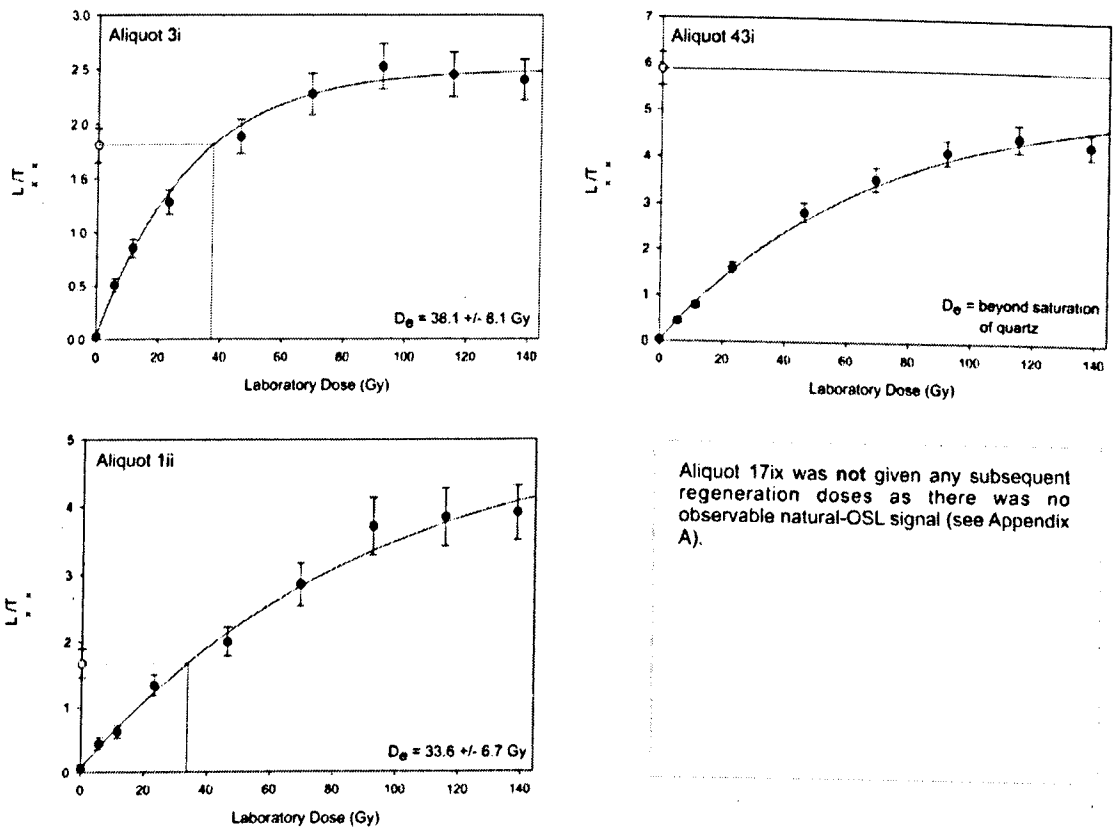 Aliquot 3i
3.0
2.5
2.0
1.5
1.0
0.5
0.0
Lx/Tx
0 20 40 60 80 100 120 140
Laboratory Dose (Gy)
De = 38.1 +/- 8.1 Gy
Aliquot 43i
7
6
5
4
3
2
1
0
Lx/Tx
0 20 40 60 80 100 120 140
Laboratory Dose (Gy)
De = beyond saturation
of quartz
Aliquot 1ii
5
4
3
2
1
0
Lx/Tx
0 20 40 60 80 100 120 140
Laboratory Dose (Gy)
De = 33.6 +/- 6.7 Gy
Aliquot 17ix was not given any subsequent
regeneration doses as there was no
observable natural-OSL signal (see Appendix
A).